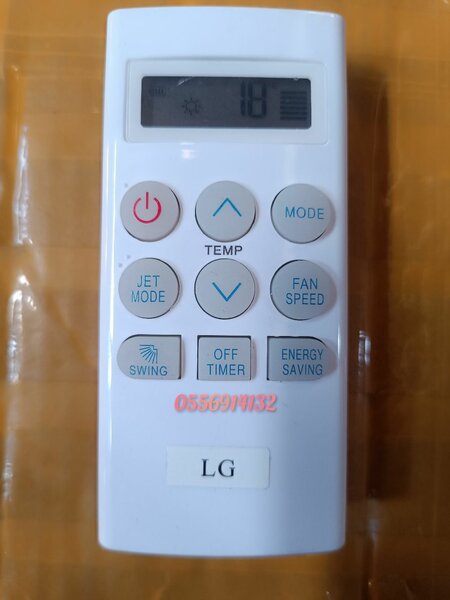 18
MODE
TEMP
JET
MODE
FAN
SPEED
SWING
OFF
TIMER
ENERGY
SAVING
0556914132
LG